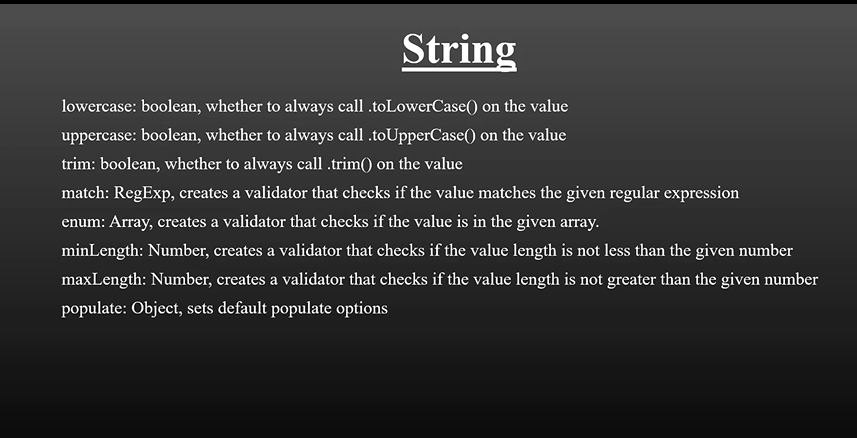 String
lowercase: boolean, whether to always call .toLowerCase() on the value
uppercase: boolean, whether to always call .toUpperCase() on the value
trim: boolean, whether to always call .trim() on the value
match: RegExp, creates a validator that checks if the value matches the given regular expression
enum: Array, creates a validator that checks if the value is in the given array.
minLength: Number, creates a validator that checks if the value length is not less than the given number
maxLength: Number, creates a validator that checks if the value length is not greater than the given number
populate: Object, sets default populate options